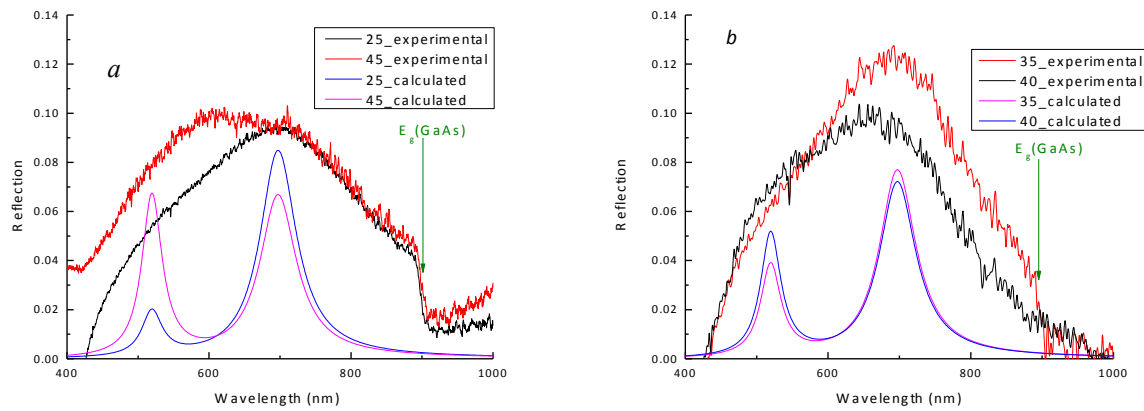 a
25_experimental
45_experimental
25_calculated
45_calculated
E_g(GaAs)
0.14
0.12
0.10
0.08
0.06
0.04
0.02
0.00
Reflection
400
600
800
1000
Wavelength (nm)
b
35_experimental
40_experimental
35_calculated
40_calculated
E_g(GaAs)
0.14
0.12
0.10
0.08
0.06
0.04
0.02
0.00
Reflection
400
600
800
1000
Wavelength (nm)